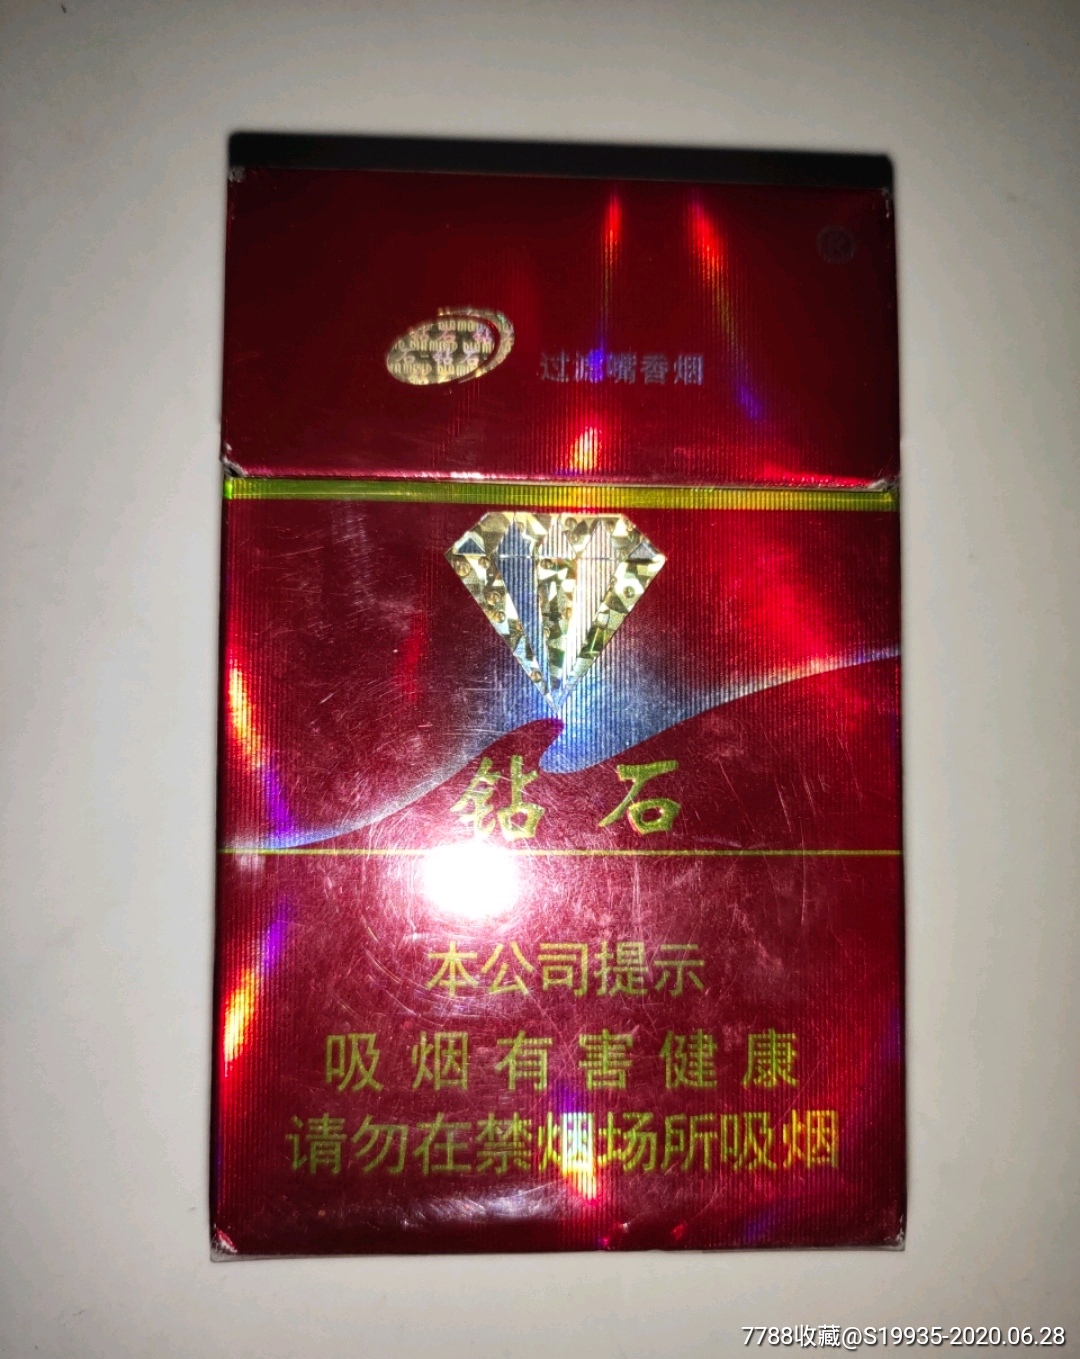 ®
过滤嘴香烟
钻石
本公司提示
吸烟有害健康
请勿在禁烟场所吸烟
7788收藏@S19935-2020.06.28